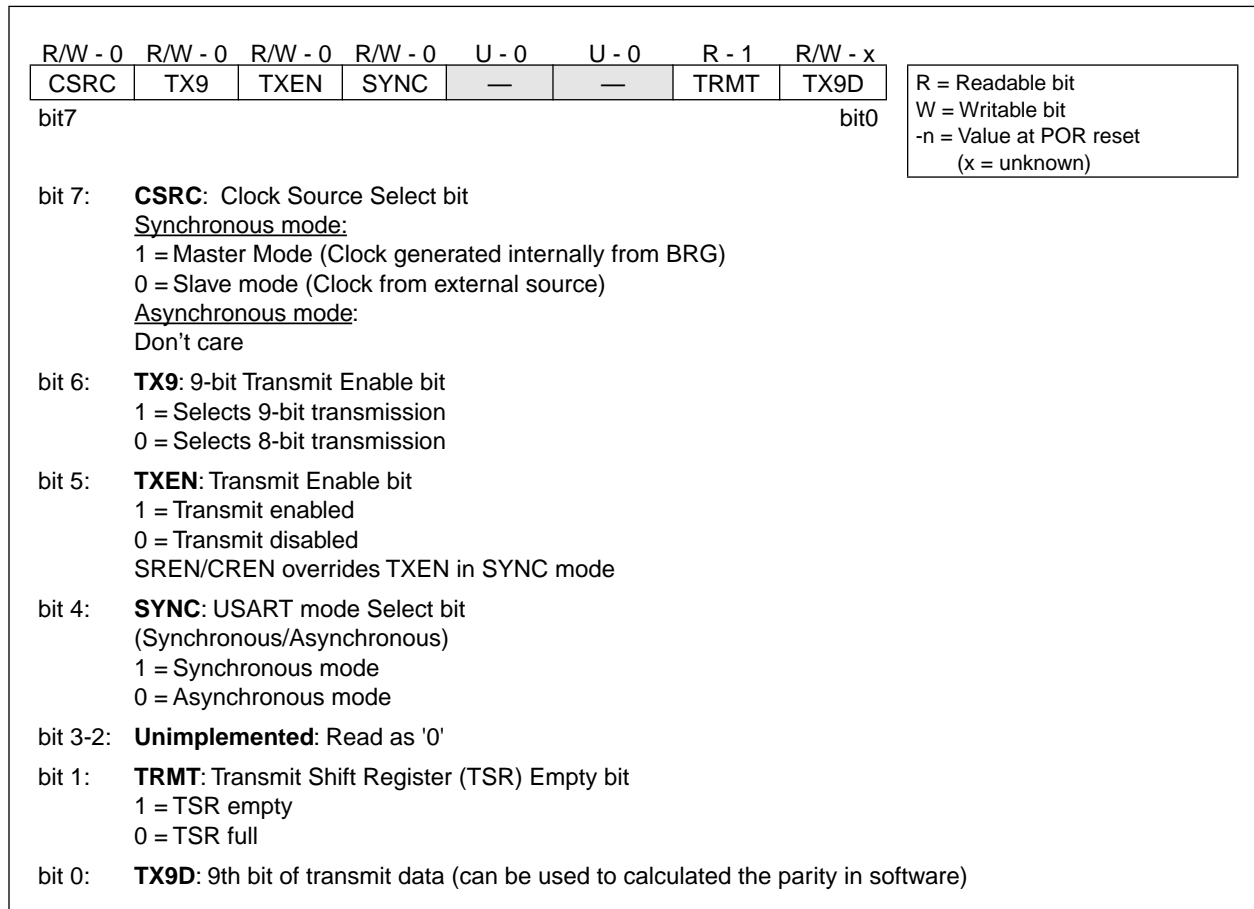 R/W - 0 R/W - 0 R/W - 0 R/W - 0 U - 0 U - 0 R - 1 R/W - x
CSRC TX9 TXEN SYNC — — TRMT TX9D
bit7 bit0
R = Readable bit
W = Writable bit
-n = Value at POR reset
(x = unknown)
bit 7: CSRC: Clock Source Select bit
Synchronous mode:
1 = Master Mode (Clock generated internally from BRG)
0 = Slave mode (Clock from external source)
Asynchronous mode:
Don't care
bit 6: TX9: 9-bit Transmit Enable bit
1 = Selects 9-bit transmission
0 = Selects 8-bit transmission
bit 5: TXEN: Transmit Enable bit
1 = Transmit enabled
0 = Transmit disabled
SREN/CREN overrides TXEN in SYNC mode
bit 4: SYNC: USART mode Select bit
(Synchronous/Asynchronous)
1 = Synchronous mode
0 = Asynchronous mode
bit 3-2: Unimplemented: Read as '0'
bit 1: TRMT: Transmit Shift Register (TSR) Empty bit
1 = TSR empty
0 = TSR full
bit 0: TX9D: 9th bit of transmit data (can be used to calculated the parity in software)